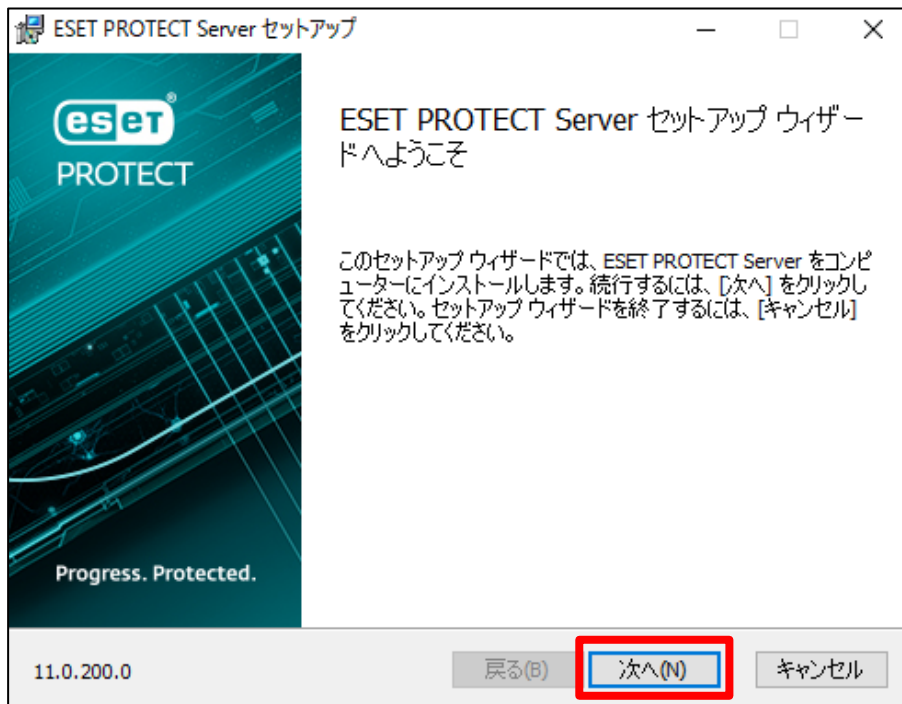 ESET PROTECT Server セットアップ
eset®
PROTECT
ESET PROTECT Server セットアップ ウィザー
ドへようこそ
このセットアップ ウィザードでは、ESET PROTECT Server をコンピ
ューターにインストールします。続行するには、[次へ] をクリックし
てください。セットアップ ウィザードを終了するには、[キャンセル]
をクリックしてください。
Progress. Protected.
11.0.200.0
戻る(B)
次へ(N)
キャンセル